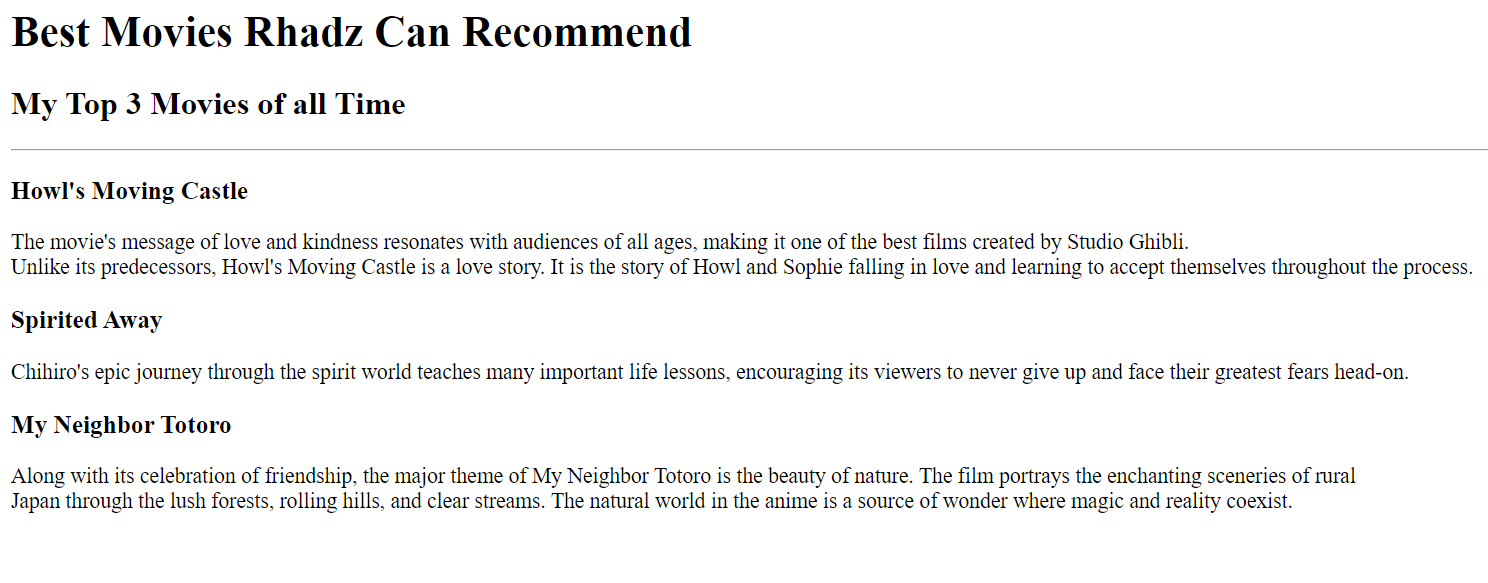 Best Movies Rhadz Can Recommend
My Top 3 Movies of all Time
Howl's Moving Castle
The movie's message of love and kindness resonates with audiences of all ages, making it one of the best films created by Studio Ghibli.
Unlike its predecessors, Howl's Moving Castle is a love story. It is the story of Howl and Sophie falling in love and learning to accept themselves throughout the process.
Spirited Away
Chihiro's epic journey through the spirit world teaches many important life lessons, encouraging its viewers to never give up and face their greatest fears head-on.
My Neighbor Totoro
Along with its celebration of friendship, the major theme of My Neighbor Totoro is the beauty of nature. The film portrays the enchanting sceneries of rural
Japan through the lush forests, rolling hills, and clear streams. The natural world in the anime is a source of wonder where magic and reality coexist.